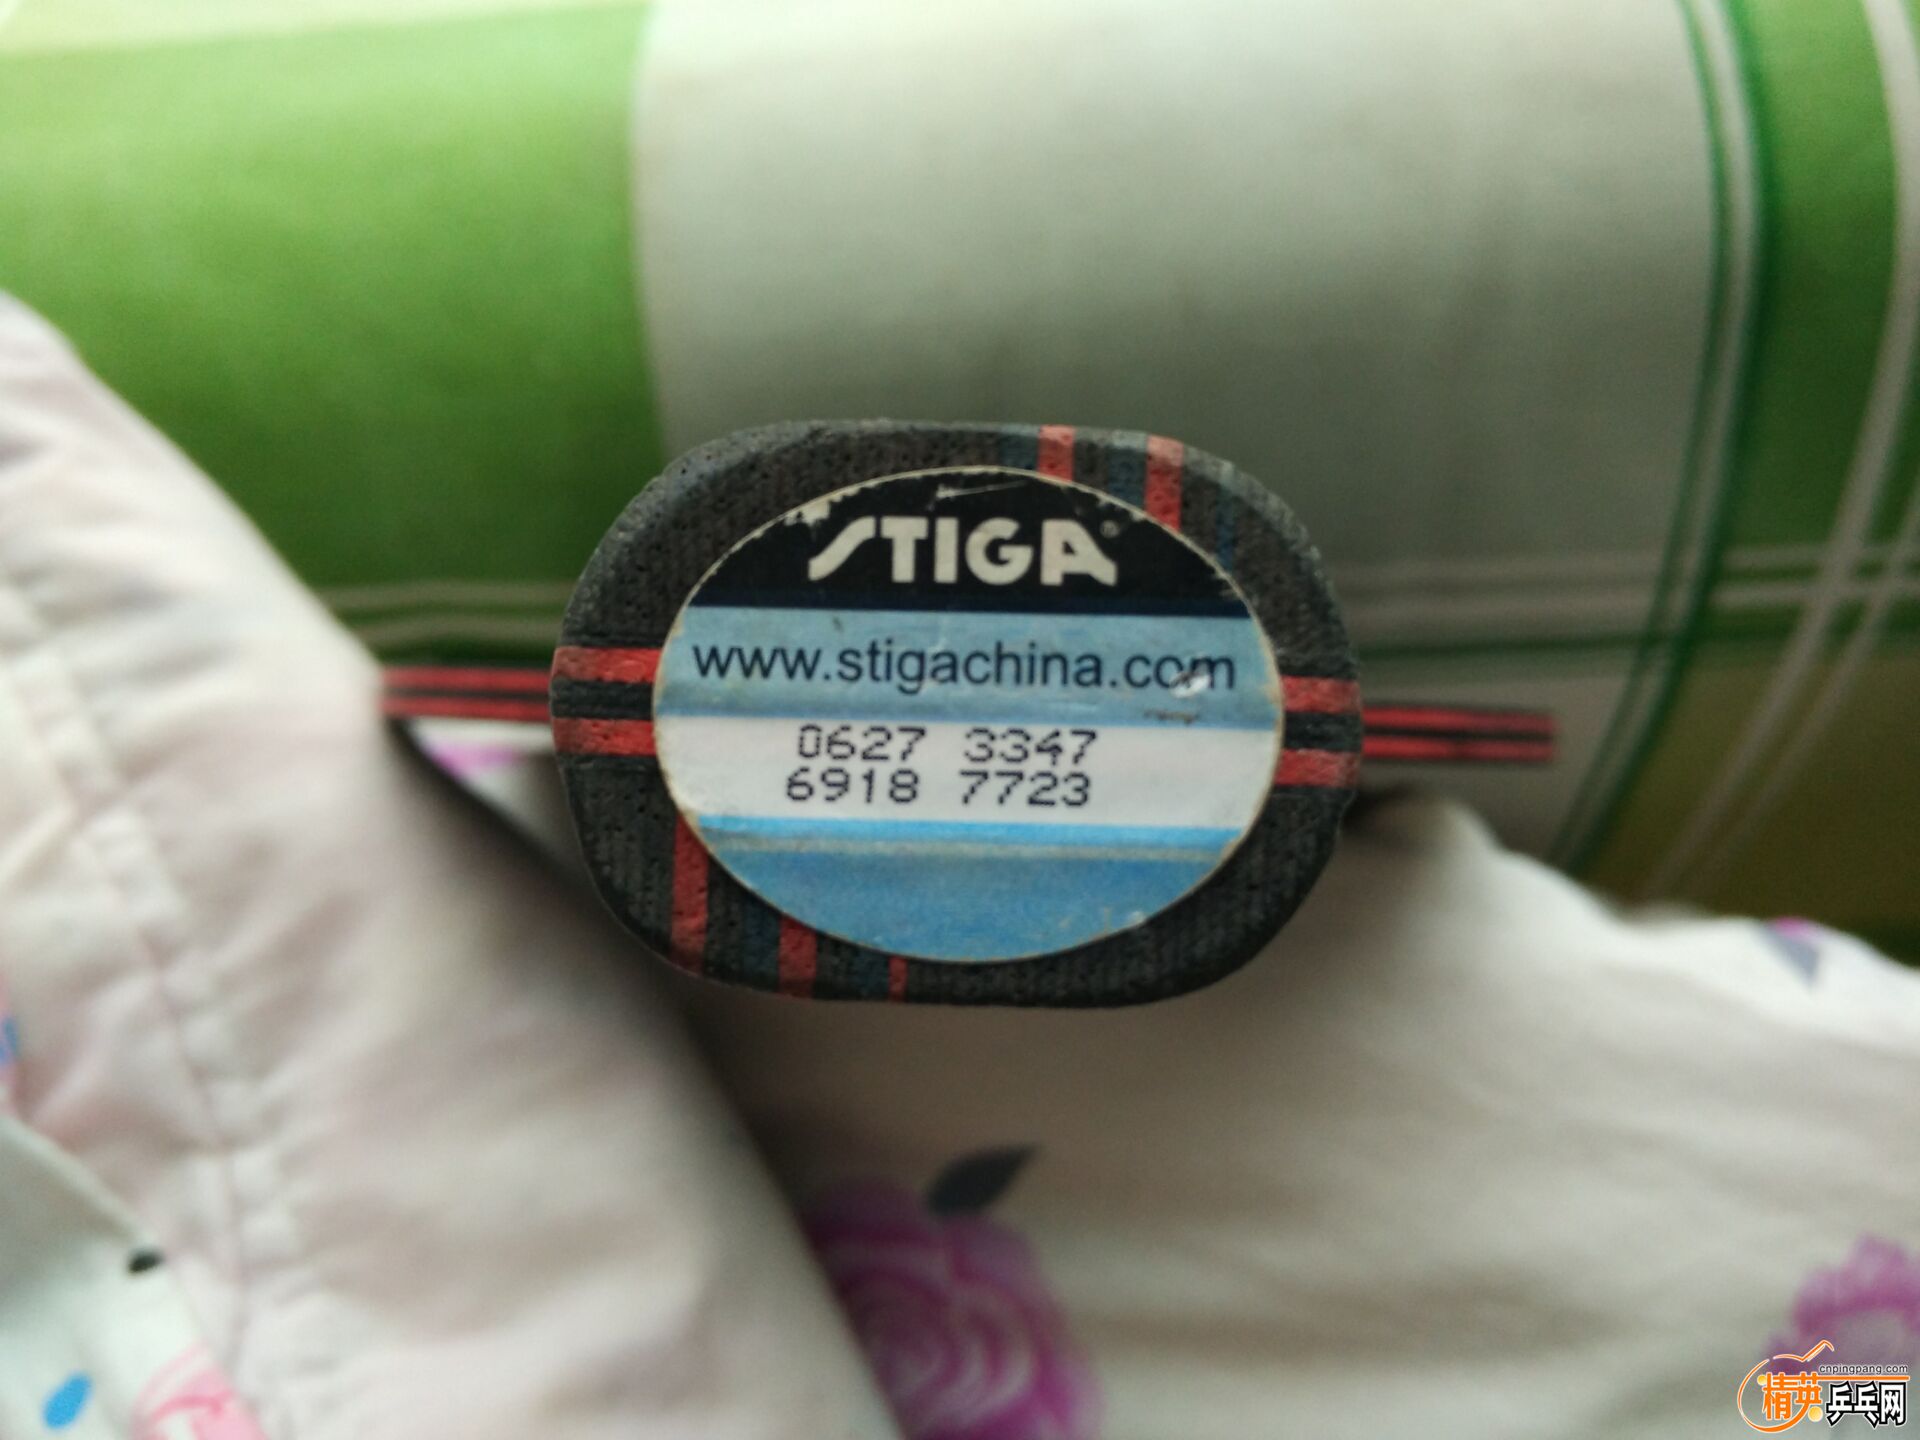 STIGA®
www.stigachina.com
0627 3347
6918 7723
cnpingpang.com
精英乒乓网